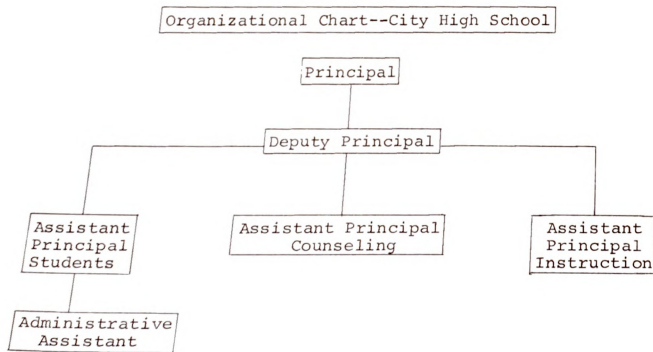 Organizational Chart--City High School
Principal
Deputy Principal
Assistant
Principal
Students
Assistant Principal
Counseling
Assistant
Principal
Instruction
Administrative
Assistant